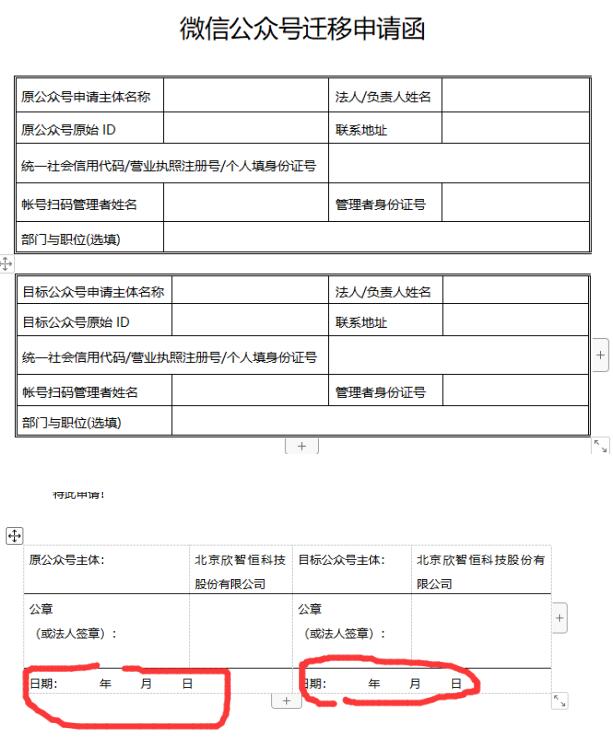 微信公众号迁移申请函
原公众号申请主体名称 法人/负责人姓名
原公众号原始 ID 联系地址
统一社会信用代码/营业执照注册号/个人填身份证号
帐号扫码管理者姓名 管理者身份证号
部门与职位(选填)
目标公众号申请主体名称 法人/负责人姓名
目标公众号原始 ID 联系地址
统一社会信用代码/营业执照注册号/个人填身份证号
帐号扫码管理者姓名 管理者身份证号
部门与职位(选填)
特此申请!
原公众号主体: 北京欣智恒科技 目标公众号主体: 北京欣智恒科技股份有
股份有限公司 限公司
公章 公章
（或法人签章）: （或法人签章）:
日期: 年 月 日 日期: 年 月 日